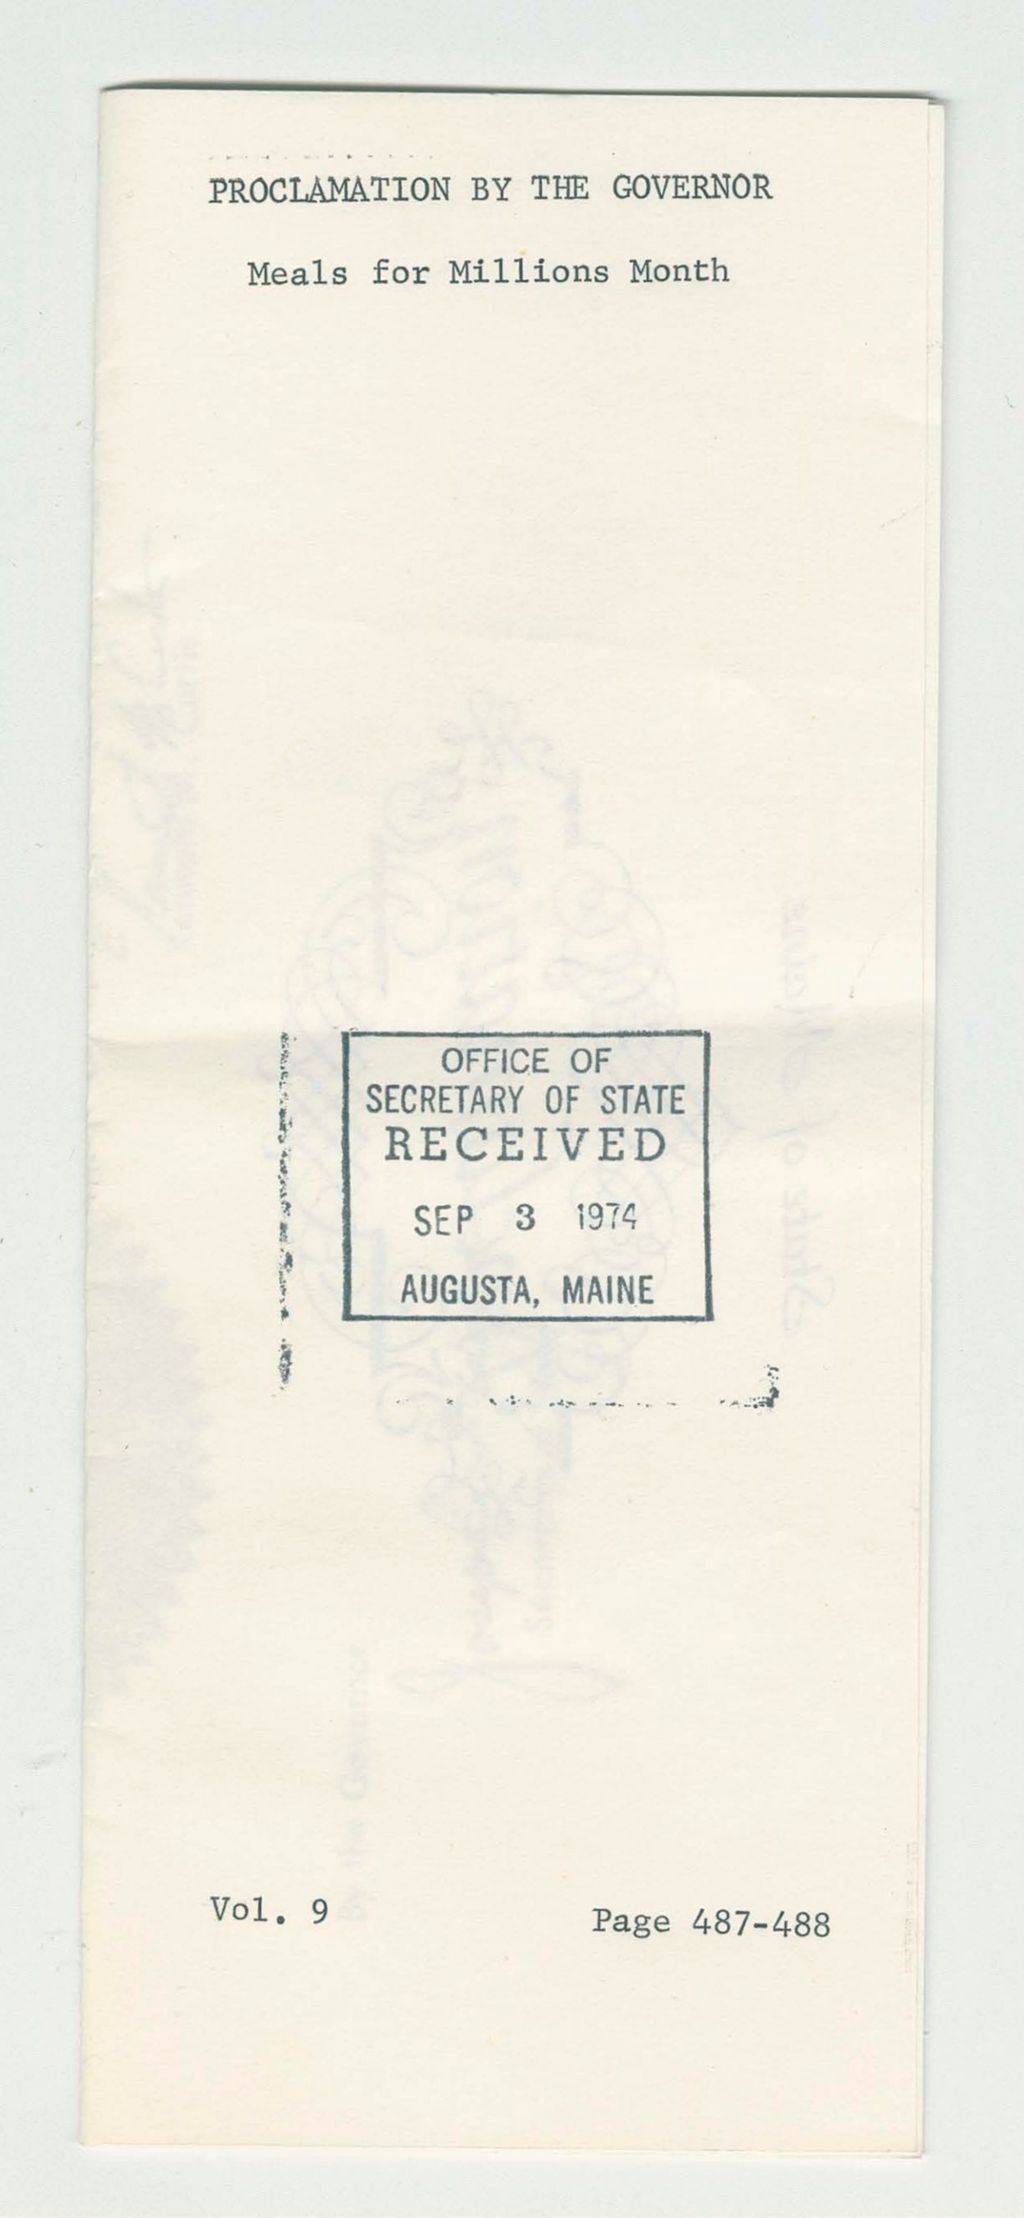 PROCLAMATION BY THE GOVERNOR
Meals for Millions Month
OFFICE OF
SECRETARY OF STATE
RECEIVED
SEP 3 1974
AUGUSTA, MAINE
Vol. 9
Page 487-488